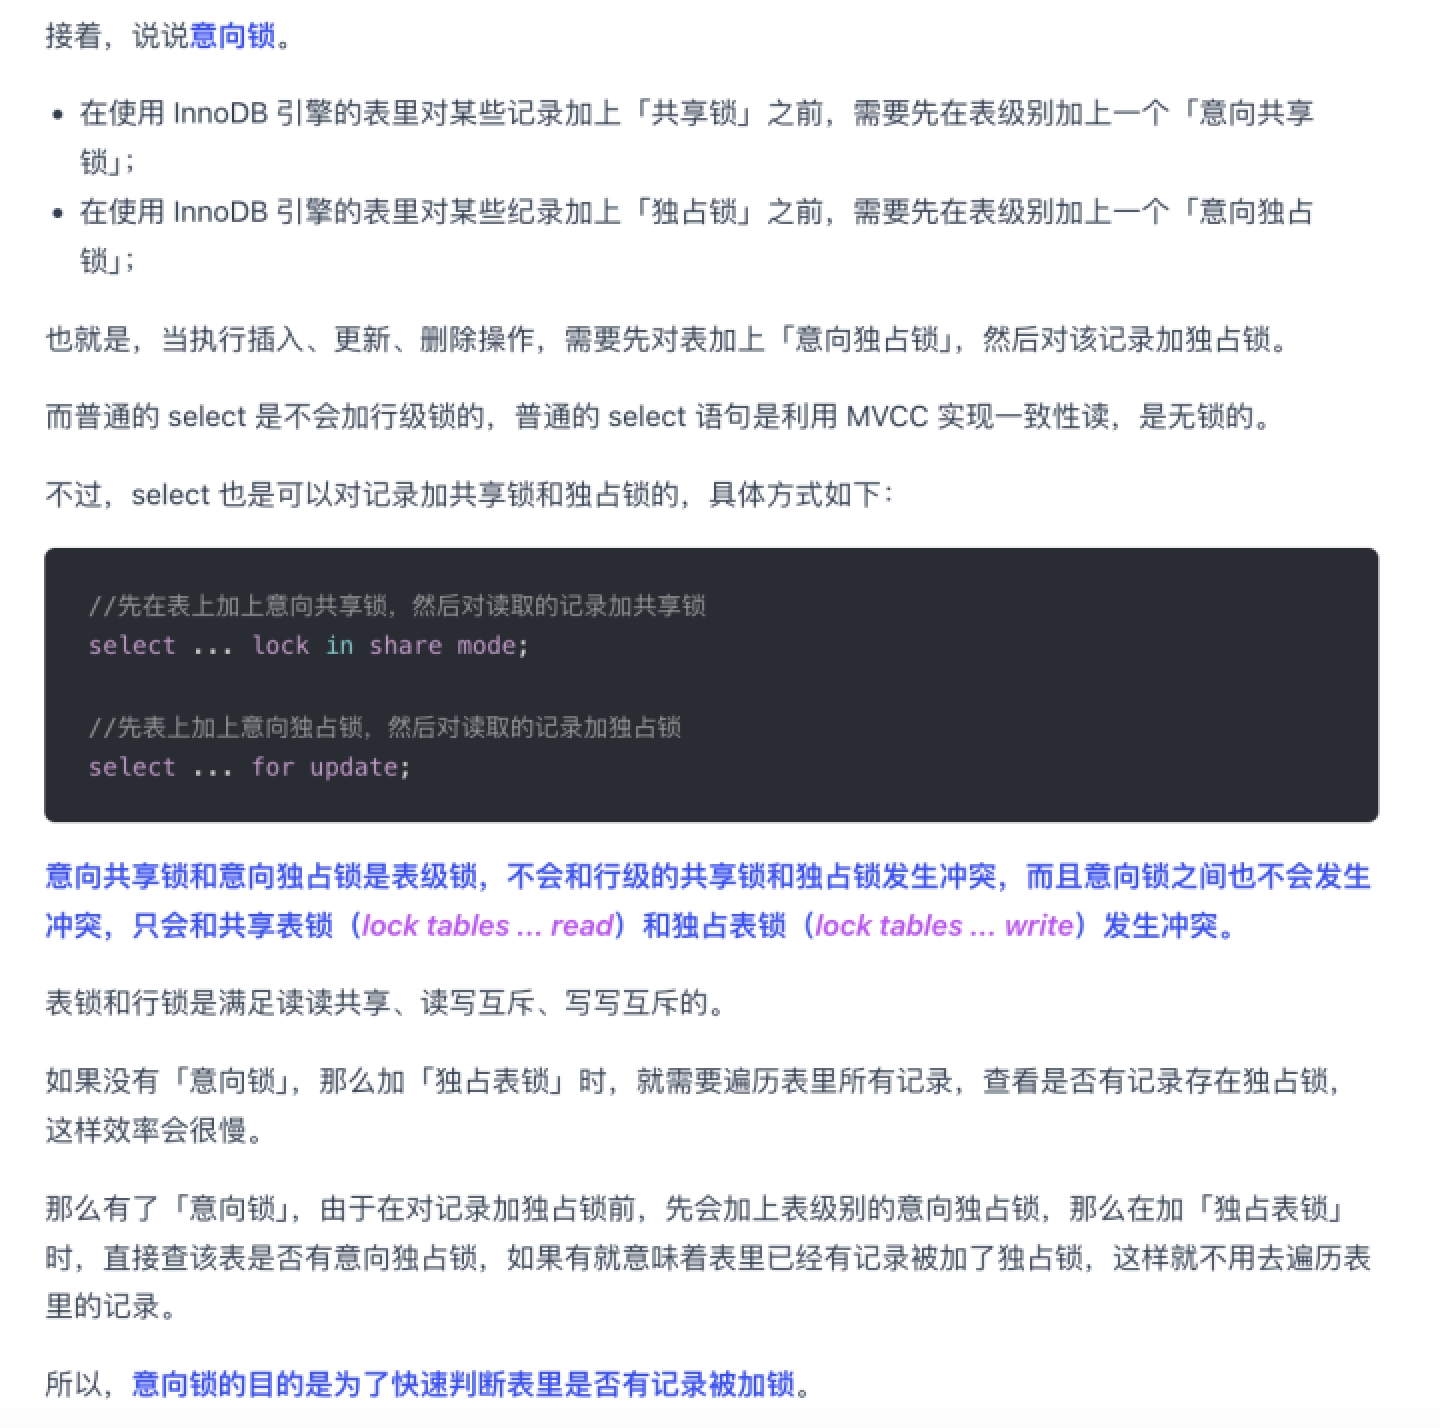 接着，说说意向锁。
• 在使用 InnoDB 引擎的表里对某些记录加上「共享锁」之前，需要先在表级别加上一个「意向共享
锁」；
• 在使用 InnoDB 引擎的表里对某些纪录加上「独占锁」之前，需要先在表级别加上一个「意向独占
锁」；
也就是，当执行插入、更新、删除操作，需要先对表加上「意向独占锁」，然后对该记录加独占锁。
而普通的 select 是不会加行级锁的，普通的 select 语句是利用 MVCC 实现一致性读，是无锁的。
不过，select 也是可以对记录加共享锁和独占锁的，具体方式如下：
//先在表上加上意向共享锁，然后对读取的记录加共享锁
select ... lock in share mode;
//先表上加上意向独占锁，然后对读取的记录加独占锁
select ... for update;
意向共享锁和意向独占锁是表级锁，不会和行级的共享锁和独占锁发生冲突，而且意向锁之间也不会发生
冲突，只会和共享表锁（lock tables ... read）和独占表锁（lock tables ... write）发生冲突。
表锁和行锁是满足读读共享、读写互斥、写写互斥的。
如果没有「意向锁」，那么加「独占表锁」时，就需要遍历表里所有记录，查看是否有记录存在独占锁，
这样效率会很慢。
那么有了「意向锁」，由于在对记录加独占锁前，先会加上表级别的意向独占锁，那么在加「独占表锁」
时，直接查该表是否有意向独占锁，如果有就意味着表里已经有记录被加了独占锁，这样就不用去遍历表
里的记录。
所以，意向锁的目的是为了快速判断表里是否有记录被加锁。